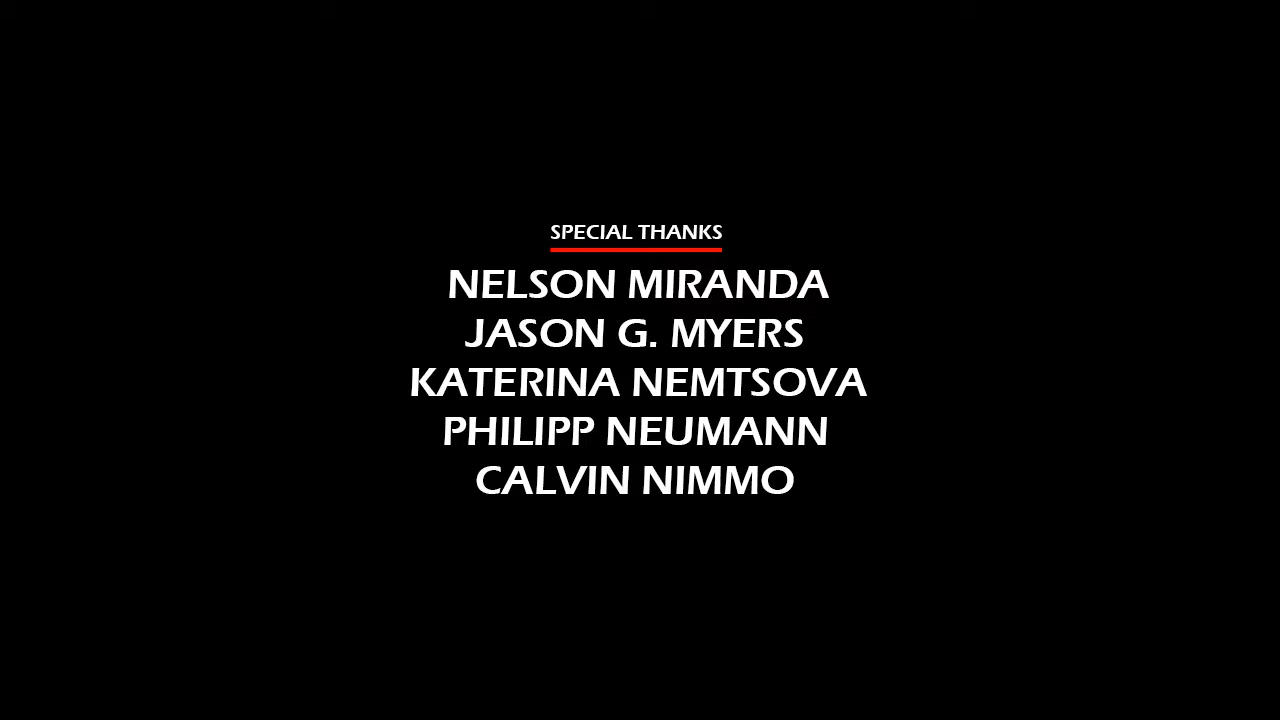 SPECIAL THANKS
NELSON MIRANDA
JASON G. MYERS
KATERINA NEMTSOVA
PHILIPP NEUMANN
CALVIN NIMMO